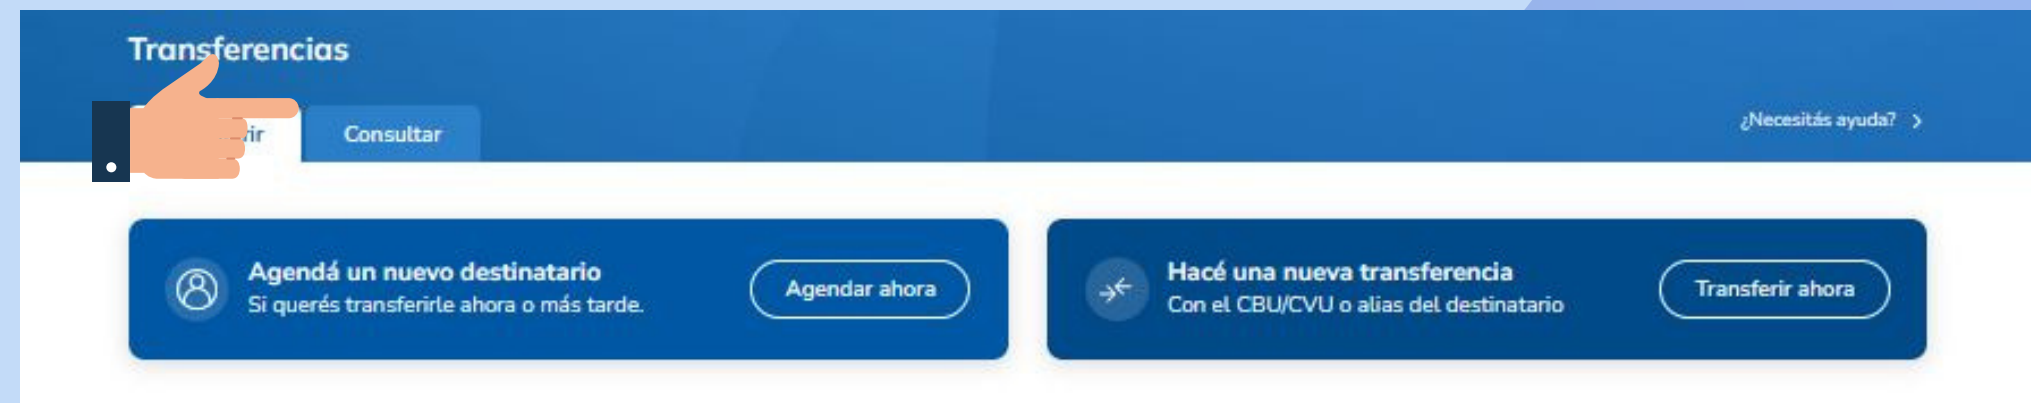 Transferencias
Consultar
¿Necesitás ayuda?
Agendá un nuevo destinatario
Si querés transferirle ahora o más tarde.
Agendar ahora
Hacé una nueva transferencia
Con el CBU/CVU o alias del destinatario
Transferir ahora